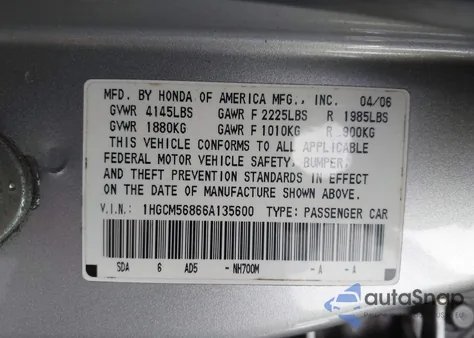 MFD. BY HONDA OF AMERICA MFG., INC. 04/06
GVWR 4145LBS GAWR F 2225LBS R 1985LBS
GVWR 1880KG GAWR F 1010KG R 900KG
THIS VEHICLE CONFORMS TO ALL APPLICABLE
FEDERAL MOTOR VEHICLE SAFETY, BUMPER,
AND THEFT PREVENTION STANDARDS IN EFFECT
ON THE DATE OF MANUFACTURE SHOWN ABOVE.
V.I.N.: 1HGCM56866A135600 TYPE: PASSENGER CAR
SDA 6 AD5 - NH700M - A - A
autoSnap